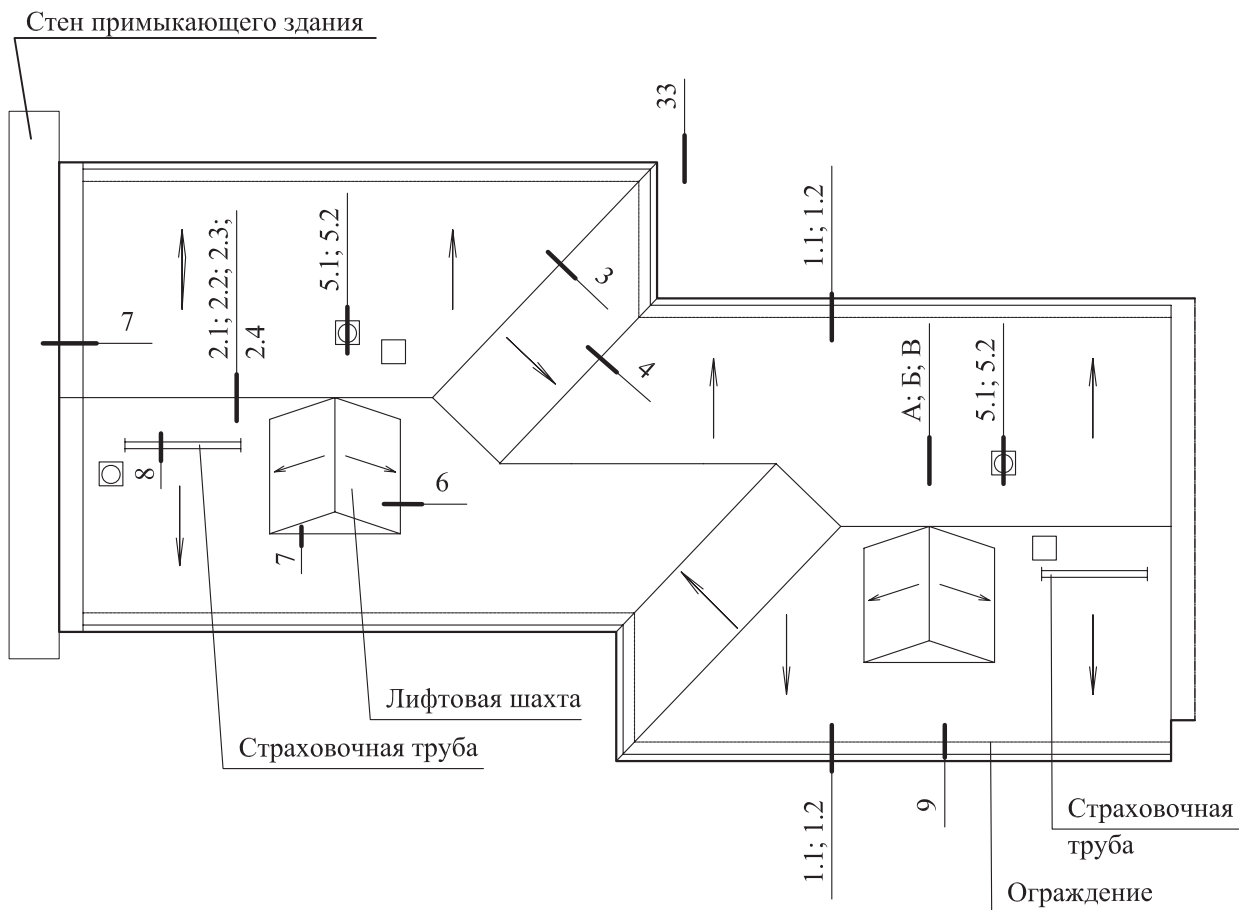 Стен примыкающего здания
33
1.1; 1.2
5.1; 5.2
2.1; 2.2; 2.3;
2.4
3
7
4
А; Б; В
5.1; 5.2
8
6
7
Лифтовая шахта
Страховочная труба
1.1; 1.2
9
Страховочная
труба
Ограждение